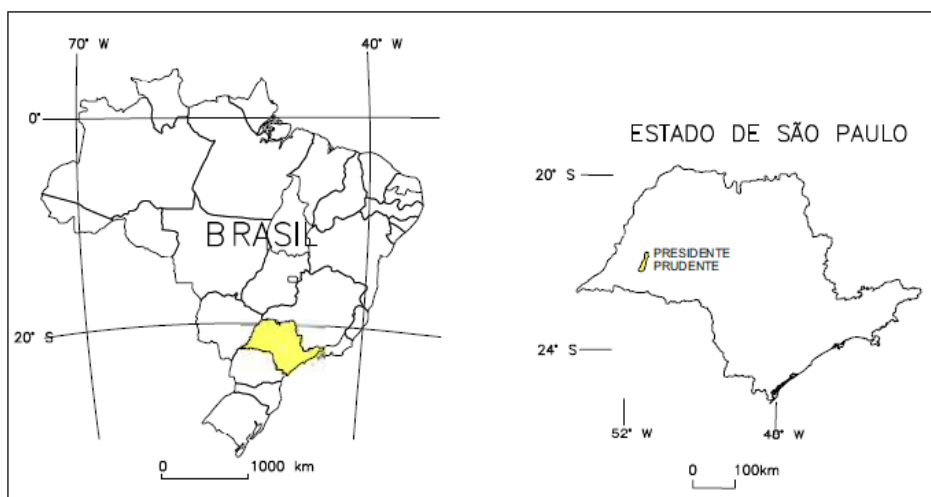 70° W
40° W
0°
BRASIL
20° S
0 1000 km
ESTADO DE SÃO PAULO
20° S
PRESIDENTE
PRUDENTE
24° S
52° W
48° W
0 100km